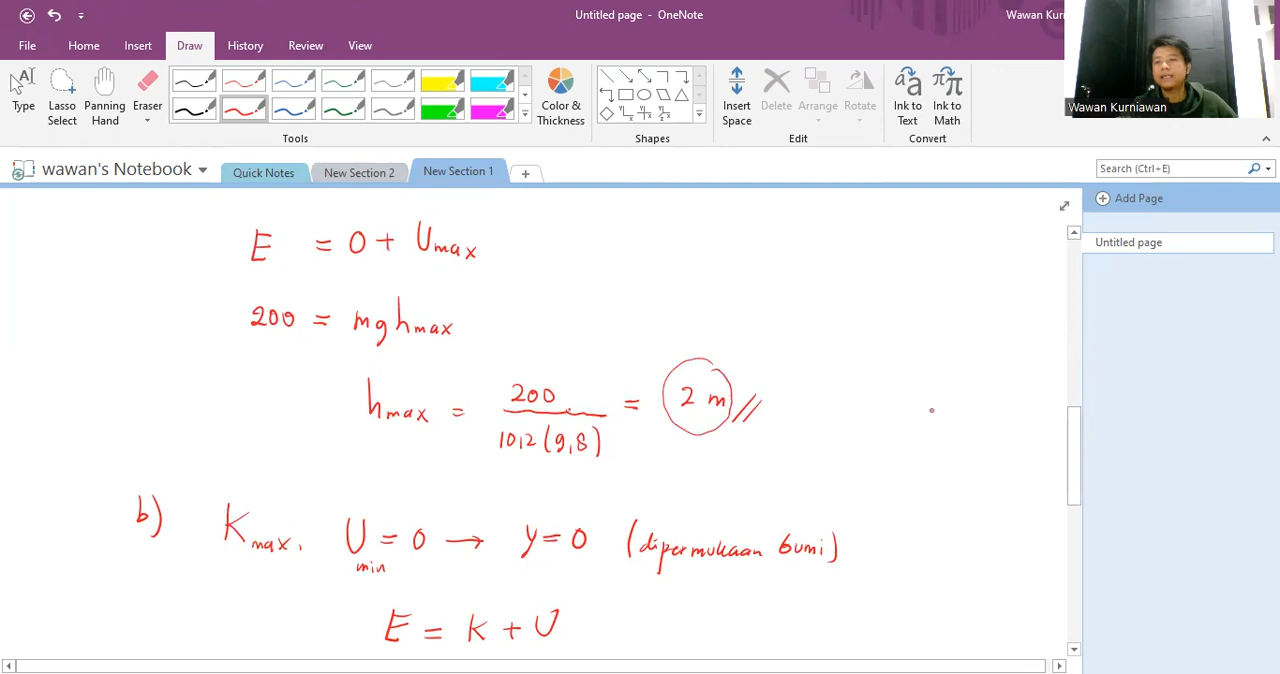 Untitled page - OneNote
Wawan Kurn
File Home Insert Draw History Review View
Type
Lasso Select
Panning Hand
Eraser
Color & Thickness
Insert Space
Delete
Arrange
Rotate
Ink to Text
Ink to Math
Wawan Kurniawan
Tools
Shapes
Edit
Convert
wawan's Notebook
Quick Notes
New Section 2
New Section 1
Search (Ctrl+E)
Add Page
Untitled page
E = 0 + Umax
200 = mghmax
hmax = 200 / 10,2(9,8) = 2 m //
b) Kmax, Umin = 0 → y = 0 (dipermukaan bumi)
E = K + U